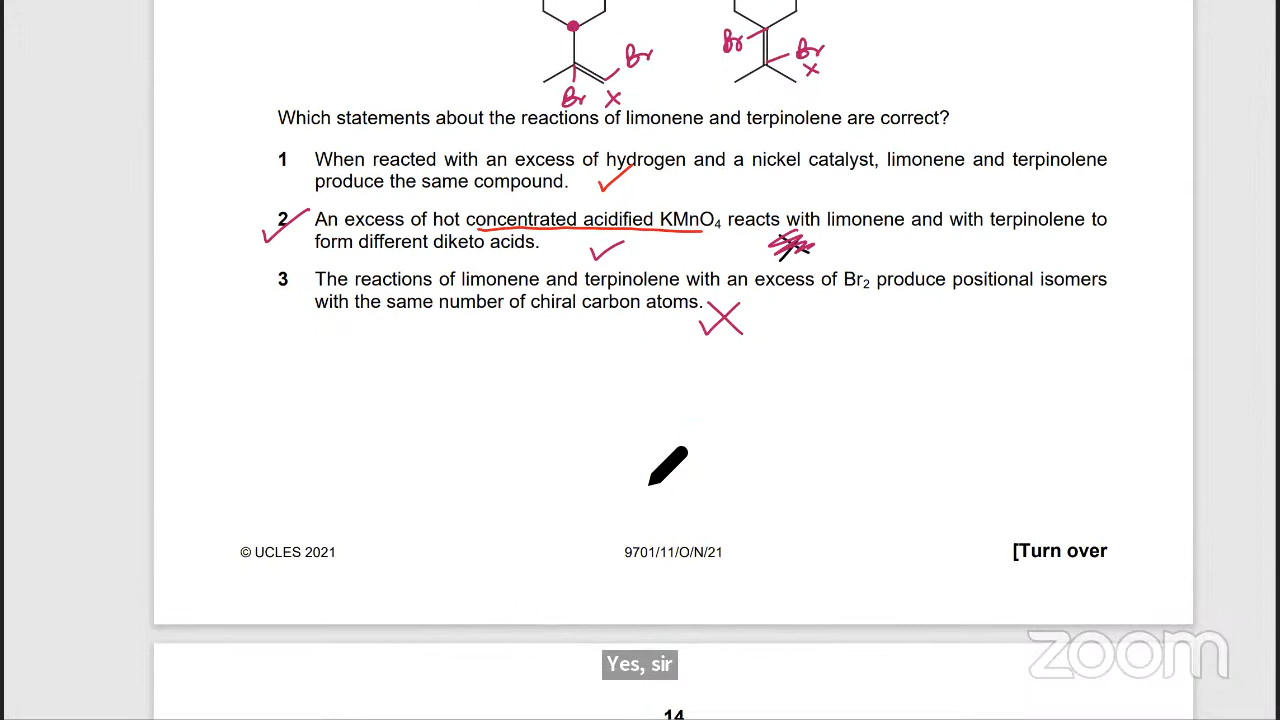 Br
Br
Br
Br
Which statements about the reactions of limonene and terpinolene are correct?
1 When reacted with an excess of hydrogen and a nickel catalyst, limonene and terpinolene
produce the same compound.
2 An excess of hot concentrated acidified KMnO₄ reacts with limonene and with terpinolene to
form different diketo acids.
3 The reactions of limonene and terpinolene with an excess of Br₂ produce positional isomers
with the same number of chiral carbon atoms.
© UCLES 2021 9701/11/O/N/21 [Turn over
zoom
Yes, sir
14